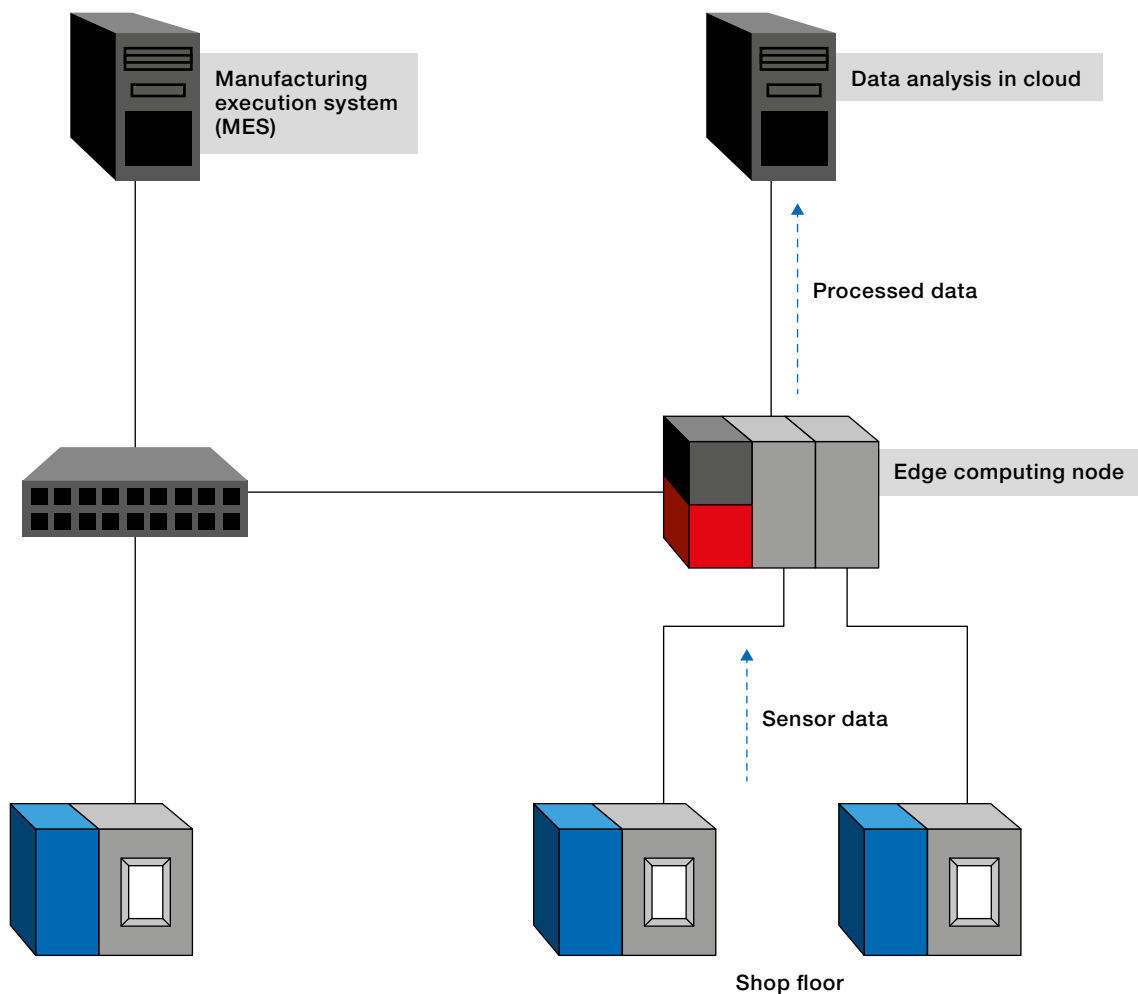 Manufacturing
execution system
(MES)
Data analysis in cloud
Processed data
Edge computing node
Sensor data
Shop floor